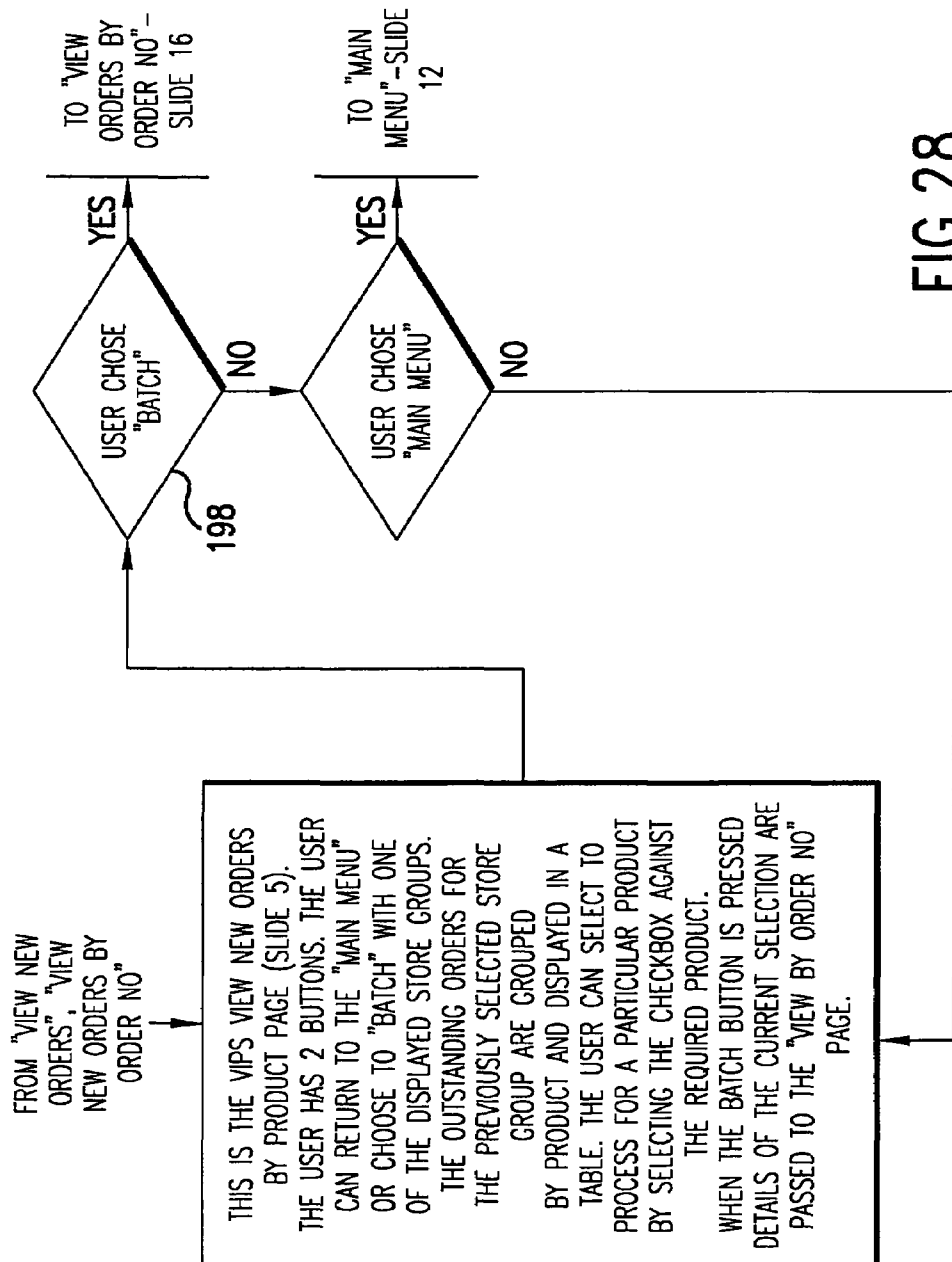 FROM "VIEW NEW
ORDERS", "VIEW
NEW ORDERS BY
ORDER NO"
THIS IS THE VIPS VIEW NEW ORDERS
BY PRODUCT PAGE (SLIDE 5).
THE USER HAS 2 BUTTONS. THE USER
CAN RETURN TO THE "MAIN MENU"
OR CHOOSE TO "BATCH" WITH ONE
OF THE DISPLAYED STORE GROUPS.
THE OUTSTANDING ORDERS FOR
THE PREVIOUSLY SELECTED STORE
GROUP ARE GROUPED
BY PRODUCT AND DISPLAYED IN A
TABLE. THE USER CAN SELECT TO
PROCESS FOR A PARTICULAR PRODUCT
BY SELECTING THE CHECKBOX AGAINST
THE REQUIRED PRODUCT.
WHEN THE BATCH BUTTON IS PRESSED
DETAILS OF THE CURRENT SELECTION ARE
PASSED TO THE "VIEW BY ORDER NO"
PAGE.
USER CHOSE
"BATCH"
198
YES
TO "VIEW
ORDERS BY
ORDER NO"-
SLIDE 16
NO
USER CHOSE
"MAIN MENU"
YES
TO "MAIN
MENU"-SLIDE
12
NO
FIG.28